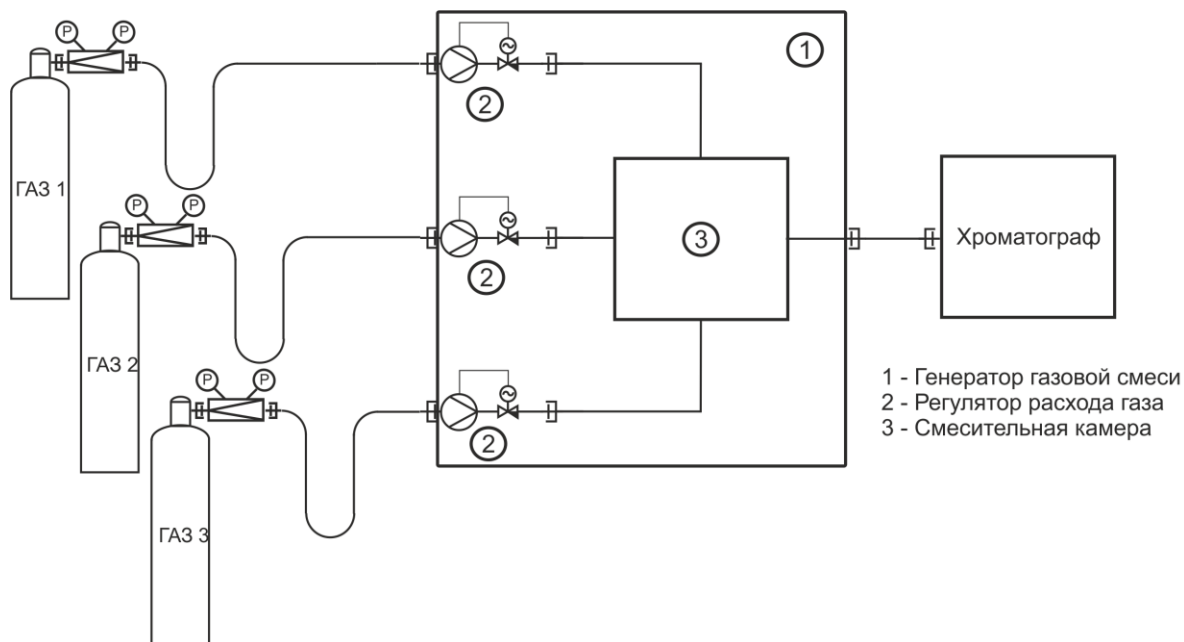 P P
1
2
ГАЗ 1
P P
3
Хроматограф
2
ГАЗ 2
P P
1 - Генератор газовой смеси
2 - Регулятор расхода газа
3 - Смесительная камера
2
ГАЗ 3